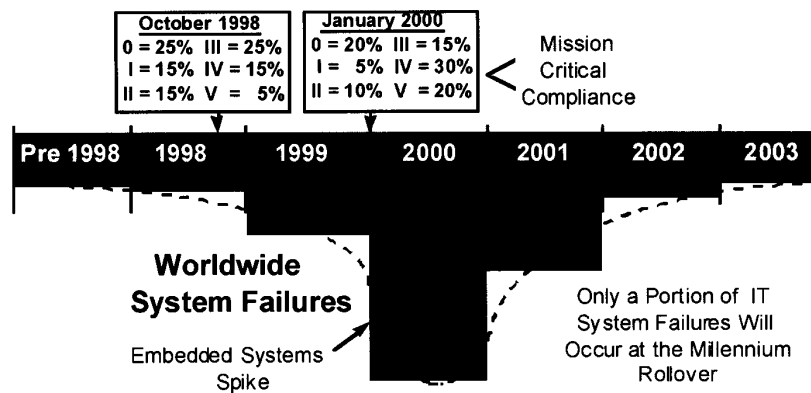 October 1998
0 = 25% III = 25%
I = 15% IV = 15%
II = 15% V = 5%
January 2000
0 = 20% III = 15%
I = 5% IV = 30%
II = 10% V = 20%
Mission
Critical
Compliance
Pre 1998 1998 1999 2000 2001 2002 2003
Worldwide
System Failures
Embedded Systems
Spike
Only a Portion of IT
System Failures Will
Occur at the Millennium
Rollover